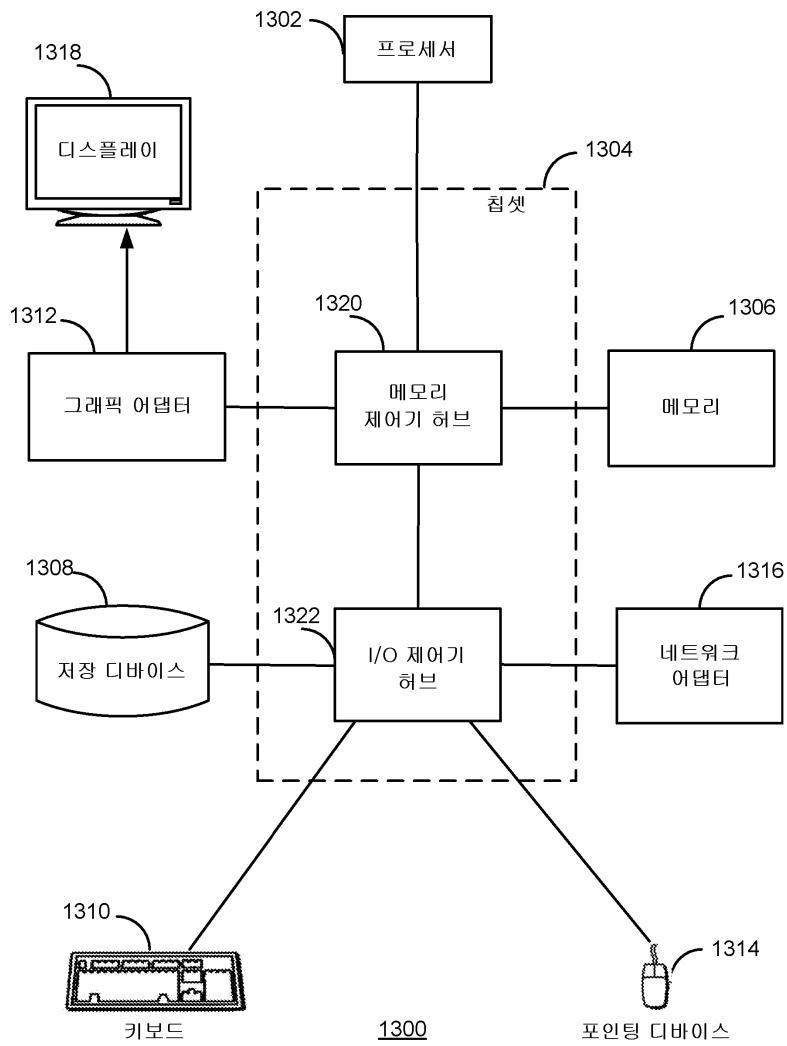 1302
프로세서
1318
디스플레이
1304
칩셋
1320
메모리
제어기 허브
1312
그래픽 어댑터
1306
메모리
1308
저장 디바이스
1322
I/O 제어기
허브
1316
네트워크
어댑터
1310
키보드
1300
1314
포인팅 디바이스